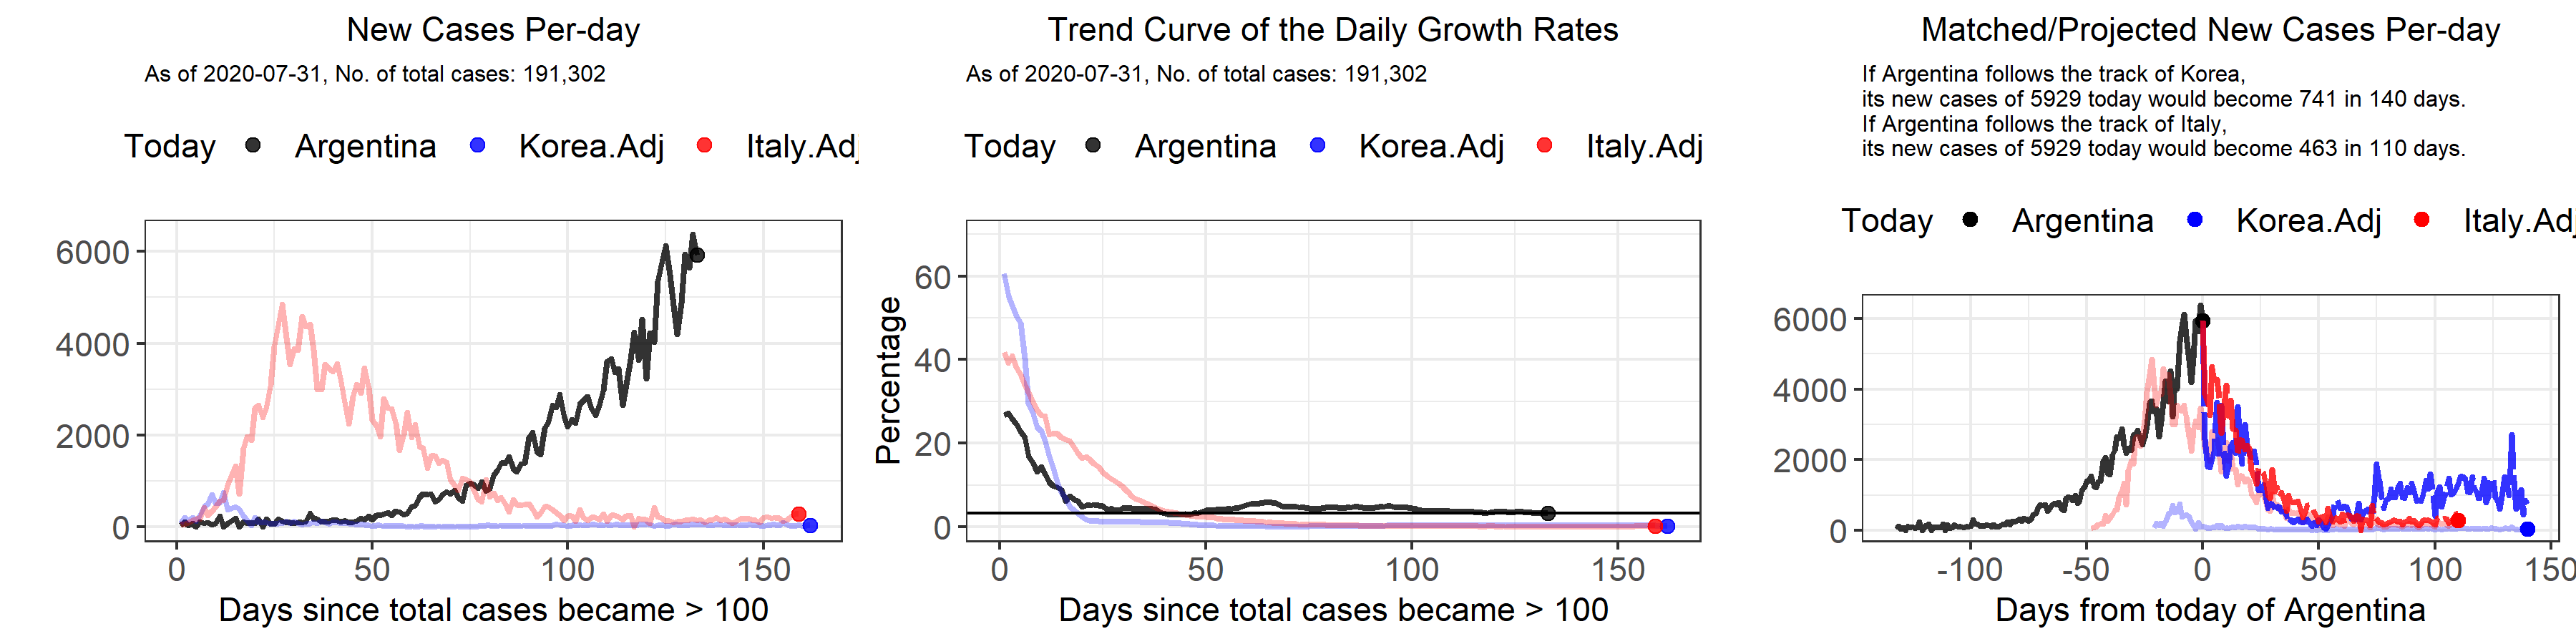 New Cases Per-day
As of 2020-07-31, No. of total cases: 191,302
Today Argentina Korea.Adj Italy.Adj
6000
4000
2000
0
0 50 100 150
Days since total cases became > 100
Trend Curve of the Daily Growth Rates
As of 2020-07-31, No. of total cases: 191,302
Today Argentina Korea.Adj Italy.Adj
Percentage
60
40
20
0
0 50 100 150
Days since total cases became > 100
Matched/Projected New Cases Per-day
If Argentina follows the track of Korea,
its new cases of 5929 today would become 741 in 140 days.
If Argentina follows the track of Italy,
its new cases of 5929 today would become 463 in 110 days.
Today Argentina Korea.Adj Italy.Adj
6000
4000
2000
0
-100 -50 0 50 100 150
Days from today of Argentina